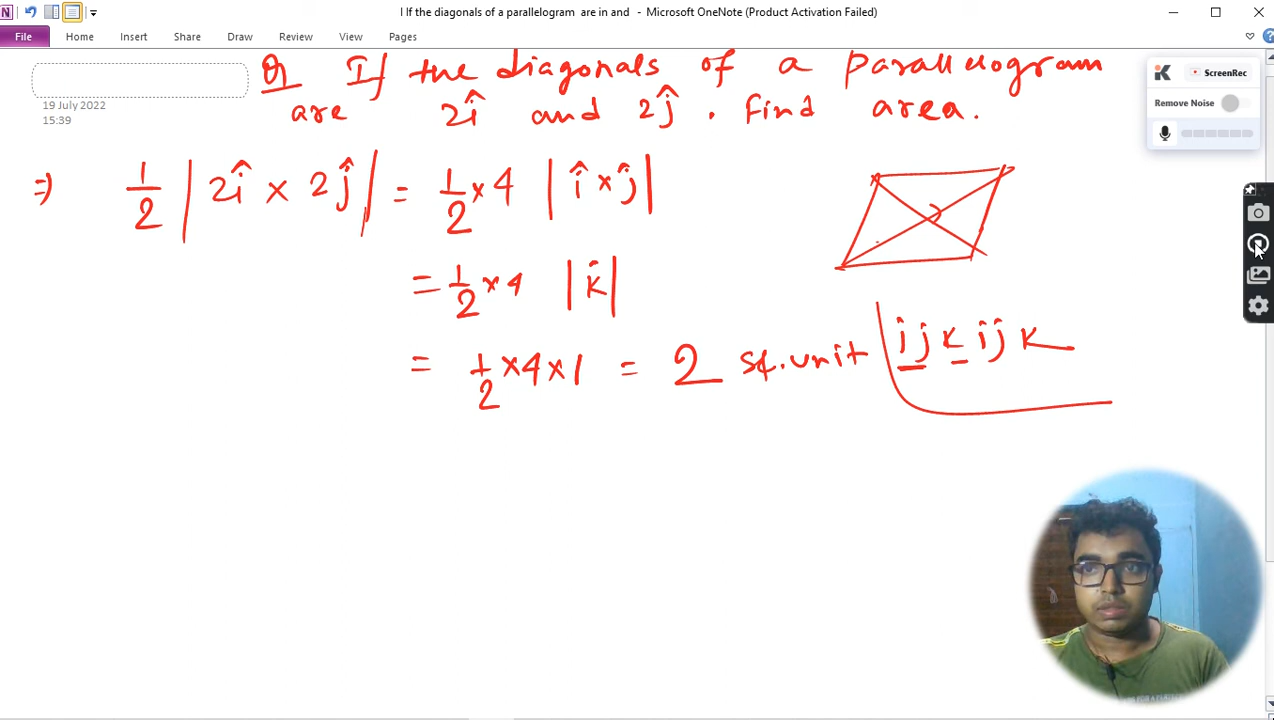 I If the diagonals of a parallelogram are in and - Microsoft OneNote (Product Activation Failed)
File Home Insert Share Draw Review View Pages
19 July 2022
15:39
Q If the diagonals of a parallelogram
are 2î and 2ĵ . Find area.
⇒ 1/2 | 2î × 2ĵ | = 1/2 × 4 | î × ĵ |
= 1/2 × 4 | k̂ |
= 1/2 × 4 × 1 = 2 sq. unit
i j k i j k
ScreenRec
Remove Noise